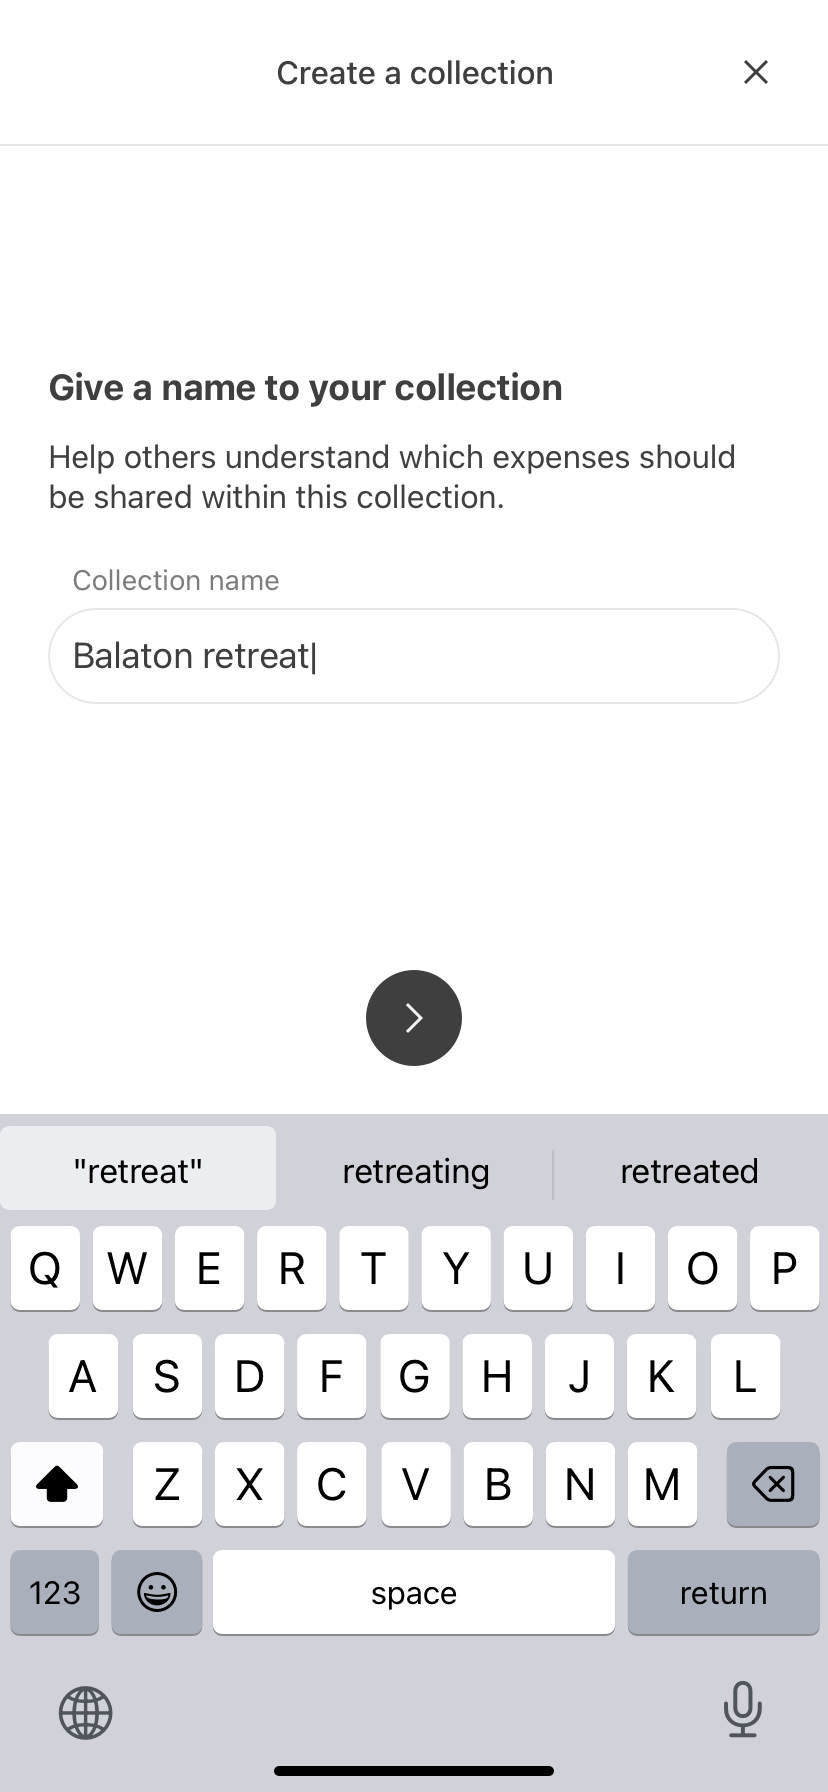 Create a collection
Give a name to your collection
Help others understand which expenses should
be shared within this collection.
Collection name
Balaton retreat
"retreat" retreating retreated
Q W E R T Y U I O P
A S D F G H J K L
Z X C V B N M
123 space return